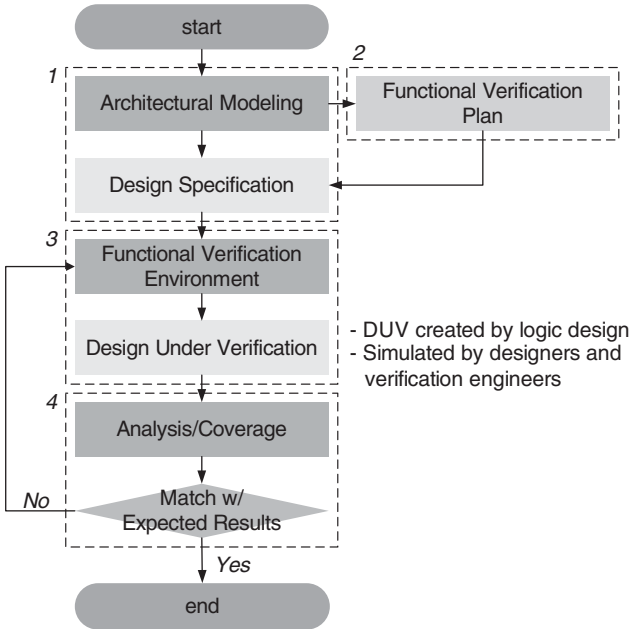 start
1
2
Architectural Modeling
Functional Verification
Plan
Design Specification
3
Functional Verification
Environment
Design Under Verification
- DUV created by logic design
- Simulated by designers and
verification engineers
4
Analysis/Coverage
No
Match w/
Expected Results
Yes
end